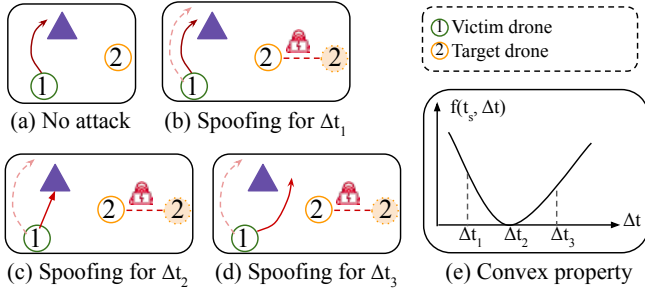 1 Victim drone
2 Target drone
1 2
(a) No attack
1 2 2
(b) Spoofing for Δt₁
1 2 2
(c) Spoofing for Δt₂
1 2 2
(d) Spoofing for Δt₃
f(tₛ, Δt)
Δt₁ Δt₂ Δt₃ Δt
(e) Convex property